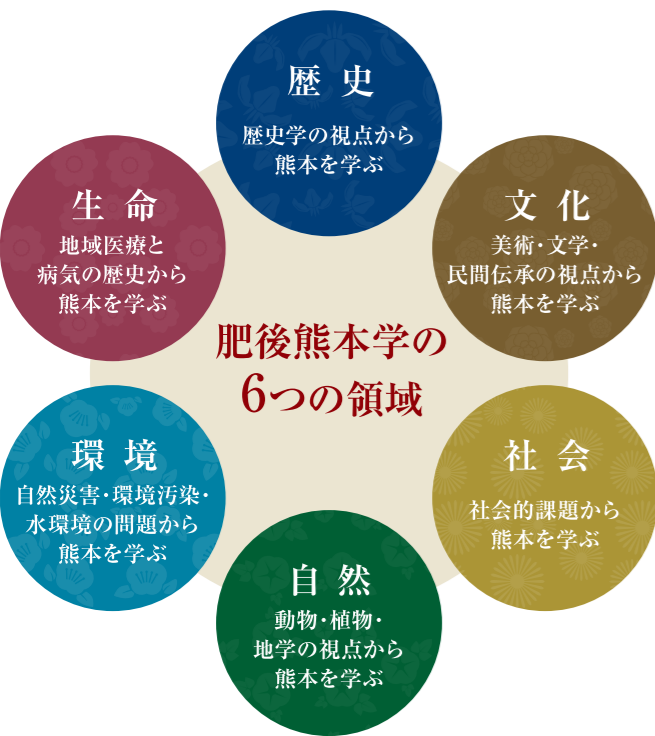 歴史
歴史学の視点から
熊本を学ぶ
文化
美術・文学・
民間伝承の視点から
熊本を学ぶ
社会
社会的課題から
熊本を学ぶ
自然
動物・植物・
地学の視点から
熊本を学ぶ
環境
自然災害・環境汚染・
水環境の問題から
熊本を学ぶ
生命
地域医療と
病気の歴史から
熊本を学ぶ
肥後熊本学の
6つの領域